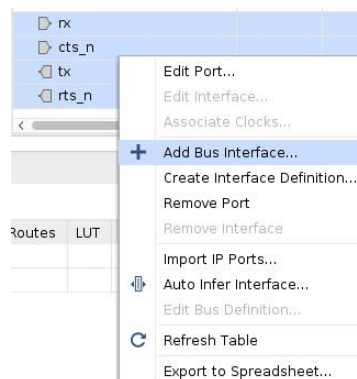 rx
cts_n
tx
rts_n
Edit Port...
Edit Interface...
Associate Clocks...
Add Bus Interface...
Create Interface Definition...
Remove Port
Remove Interface
Import IP Ports...
Auto Infer Interface...
Edit Bus Definition...
Refresh Table
Export to Spreadsheet...
Routes LUT